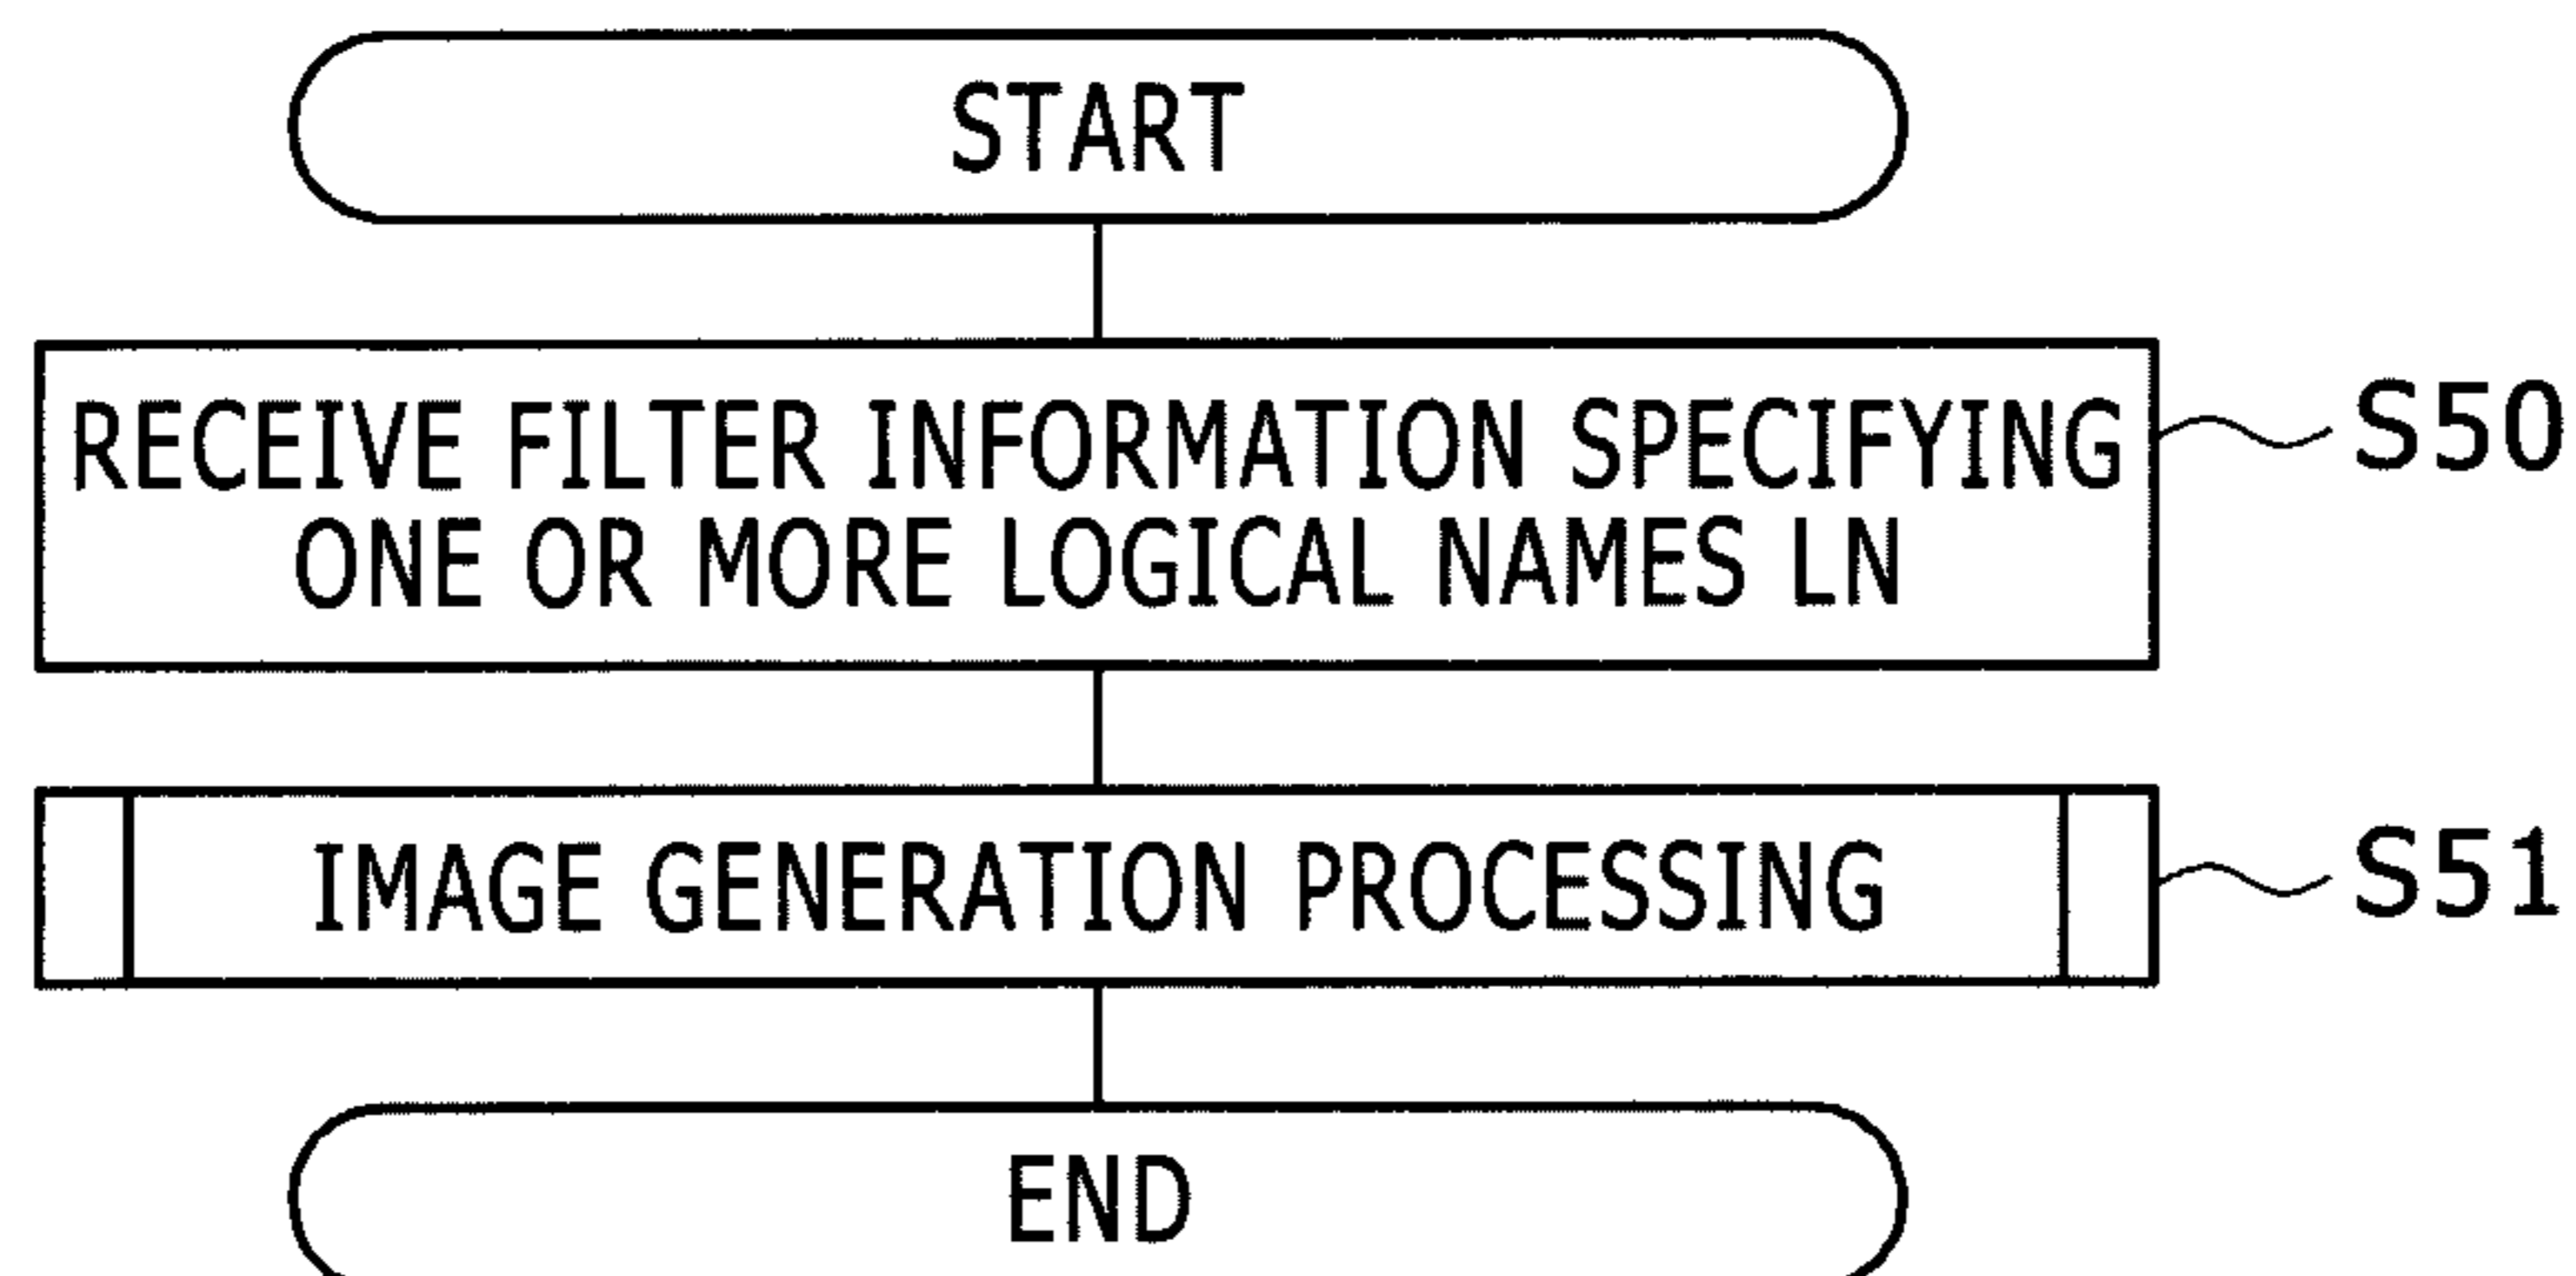 START
RECEIVE FILTER INFORMATION SPECIFYING
ONE OR MORE LOGICAL NAMES LN
S50
IMAGE GENERATION PROCESSING
S51
END